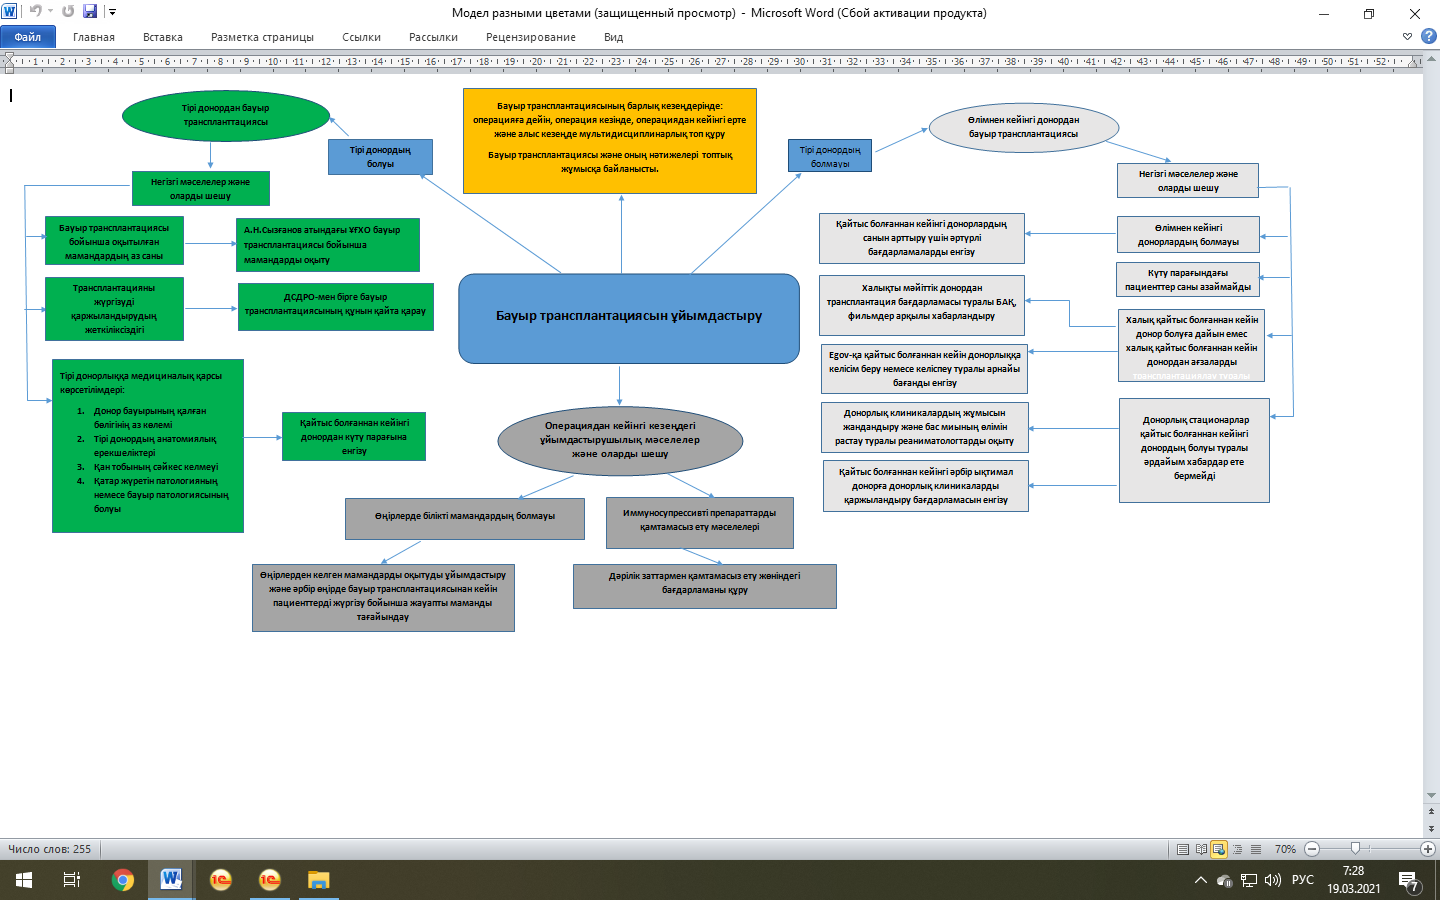 Модел разными цветами (защищенный просмотр) - Microsoft Word (Сбой активации продукта)
Файл
Главная
Вставка
Разметка страницы
Ссылки
Рассылки
Рецензирование
Вид
Тірі донордан бауыр
трансплантттациясы
Тірі донордың
болуы
Негізгі мәселелер және
оларды шешу
Бауыр трансплантациясы
бойынша оқытылған
мамандардың аз саны
А.Н.Сызғанов атындағы ҰҒХО бауыр
трансплантациясы бойынша
мамандарды оқыту
Трансплантацияны
жүргізуді
қаржыландырудың
жеткіліксіздігі
ДСДРО-мен бірге бауыр
трансплантациясының құнын қайта қарау
Тірі донорлыққа медициналық қарсы
көрсетілімдері:
1. Донор бауырының қалған
бөлігінің аз көлемі
2. Тірі донордың анатомиялық
ерекшеліктері
3. Қан тобының сәйкес келмеуі
4. Қатар жүретін патологияның
немесе бауыр патологиясының
болуы
Қайтыс болғаннан кейінгі
донордан күту парағына
енгізу
Бауыр трансплантациясының барлық кезеңдерінде:
операцияға дейін, операция кезінде, операциядан кейінгі ерте
және алыс кезеңде мультидисциплинарлық топ құру
Бауыр трансплантациясы және оның нәтижелері топтық
жұмысқа байланысты.
Бауыр трансплантациясын ұйымдастыру
Операциядан кейінгі кезеңдегі
ұйымдастырушылық мәселелер
және оларды шешу
Өңірлерде білікті мамандардың болмауы
Иммуносупрессивті препараттарды
қамтамасыз ету мәселелері
Өңірлерден келген мамандарды оқытуды ұйымдастыру
және әрбір өңірде бауыр трансплантациясынан кейін
пациенттерді жүргізу бойынша жауапты маманды
тағайындау
Дәрілік заттармен қамтамасыз ету жөніндегі
бағдарламаны құру
Тірі донордың
болмауы
Өлімнен кейінгі донордан
бауыр трансплантациясы
Негізгі мәселелер және
оларды шешу
Қайтыс болғаннан кейінгі донорлардың
санын арттыру үшін әртүрлі
бағдарламаларды енгізу
Өлімнен кейінгі
донорлардың болмауы
Күту парағындағы
пациенттер саны азаймайды
Халықты мәйіттік донордан
трансплантация бағдарламасы туралы БАҚ,
фильмдер арқылы хабарландыру
Халық қайтыс болғаннан кейін
донор болуға дайын емес
халық қайтыс болғаннан кейін
донордан ағзаларды
трансплантациялау туралы
Egov-қа қайтыс болғаннан кейін донорлыққа
келісім беру немесе келіспеу туралы арнайы
бағанды енгізу
Донорлық клиникалардың жұмысын
жандандыру және бас миының өлімін
растау туралы реаниматологтарды оқыту
Донорлық стационарлар
қайтыс болғаннан кейінгі
донордың болуы туралы
әрдайым хабардар ете
бермейді
Қайтыс болғаннан кейінгі әрбір ықтимал
донорға донорлық клиникаларды
қаржыландыру бағдарламасын енгізу
Число слов: 255
70%
РУС
7:28
19.03.2021
7